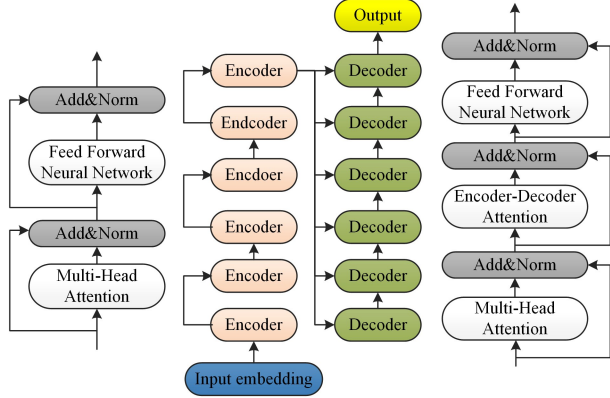 Add&Norm
Feed Forward
Neural Network
Add&Norm
Multi-Head
Attention
Encoder
Endcoder
Encdoer
Encoder
Encoder
Encoder
Input embedding
Output
Decoder
Decoder
Decoder
Decoder
Decoder
Decoder
Add&Norm
Feed Forward
Neural Network
Add&Norm
Encoder-Decoder
Attention
Add&Norm
Multi-Head
Attention